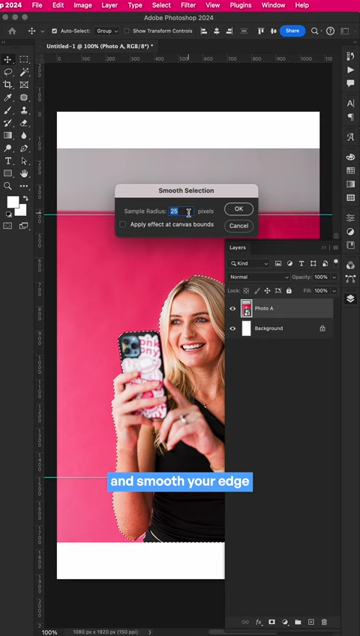 p 2024 File Edit Image Layer Type Select Filter 3D View Plugins Window Help
Adobe Photoshop 2024
Auto-Select: Group Show Transform Controls Share
Untitled-1 @ 100% (Photo A, RGB/8*) *
Smooth Selection
Sample Radius: 25 pixels OK
Apply effect at canvas bounds Cancel
Layers
Kind
Normal Opacity: 100%
Lock: Fill: 100%
Photo A
Background
and smooth your edge
100% 1080 px x 1920 px (150 ppi)